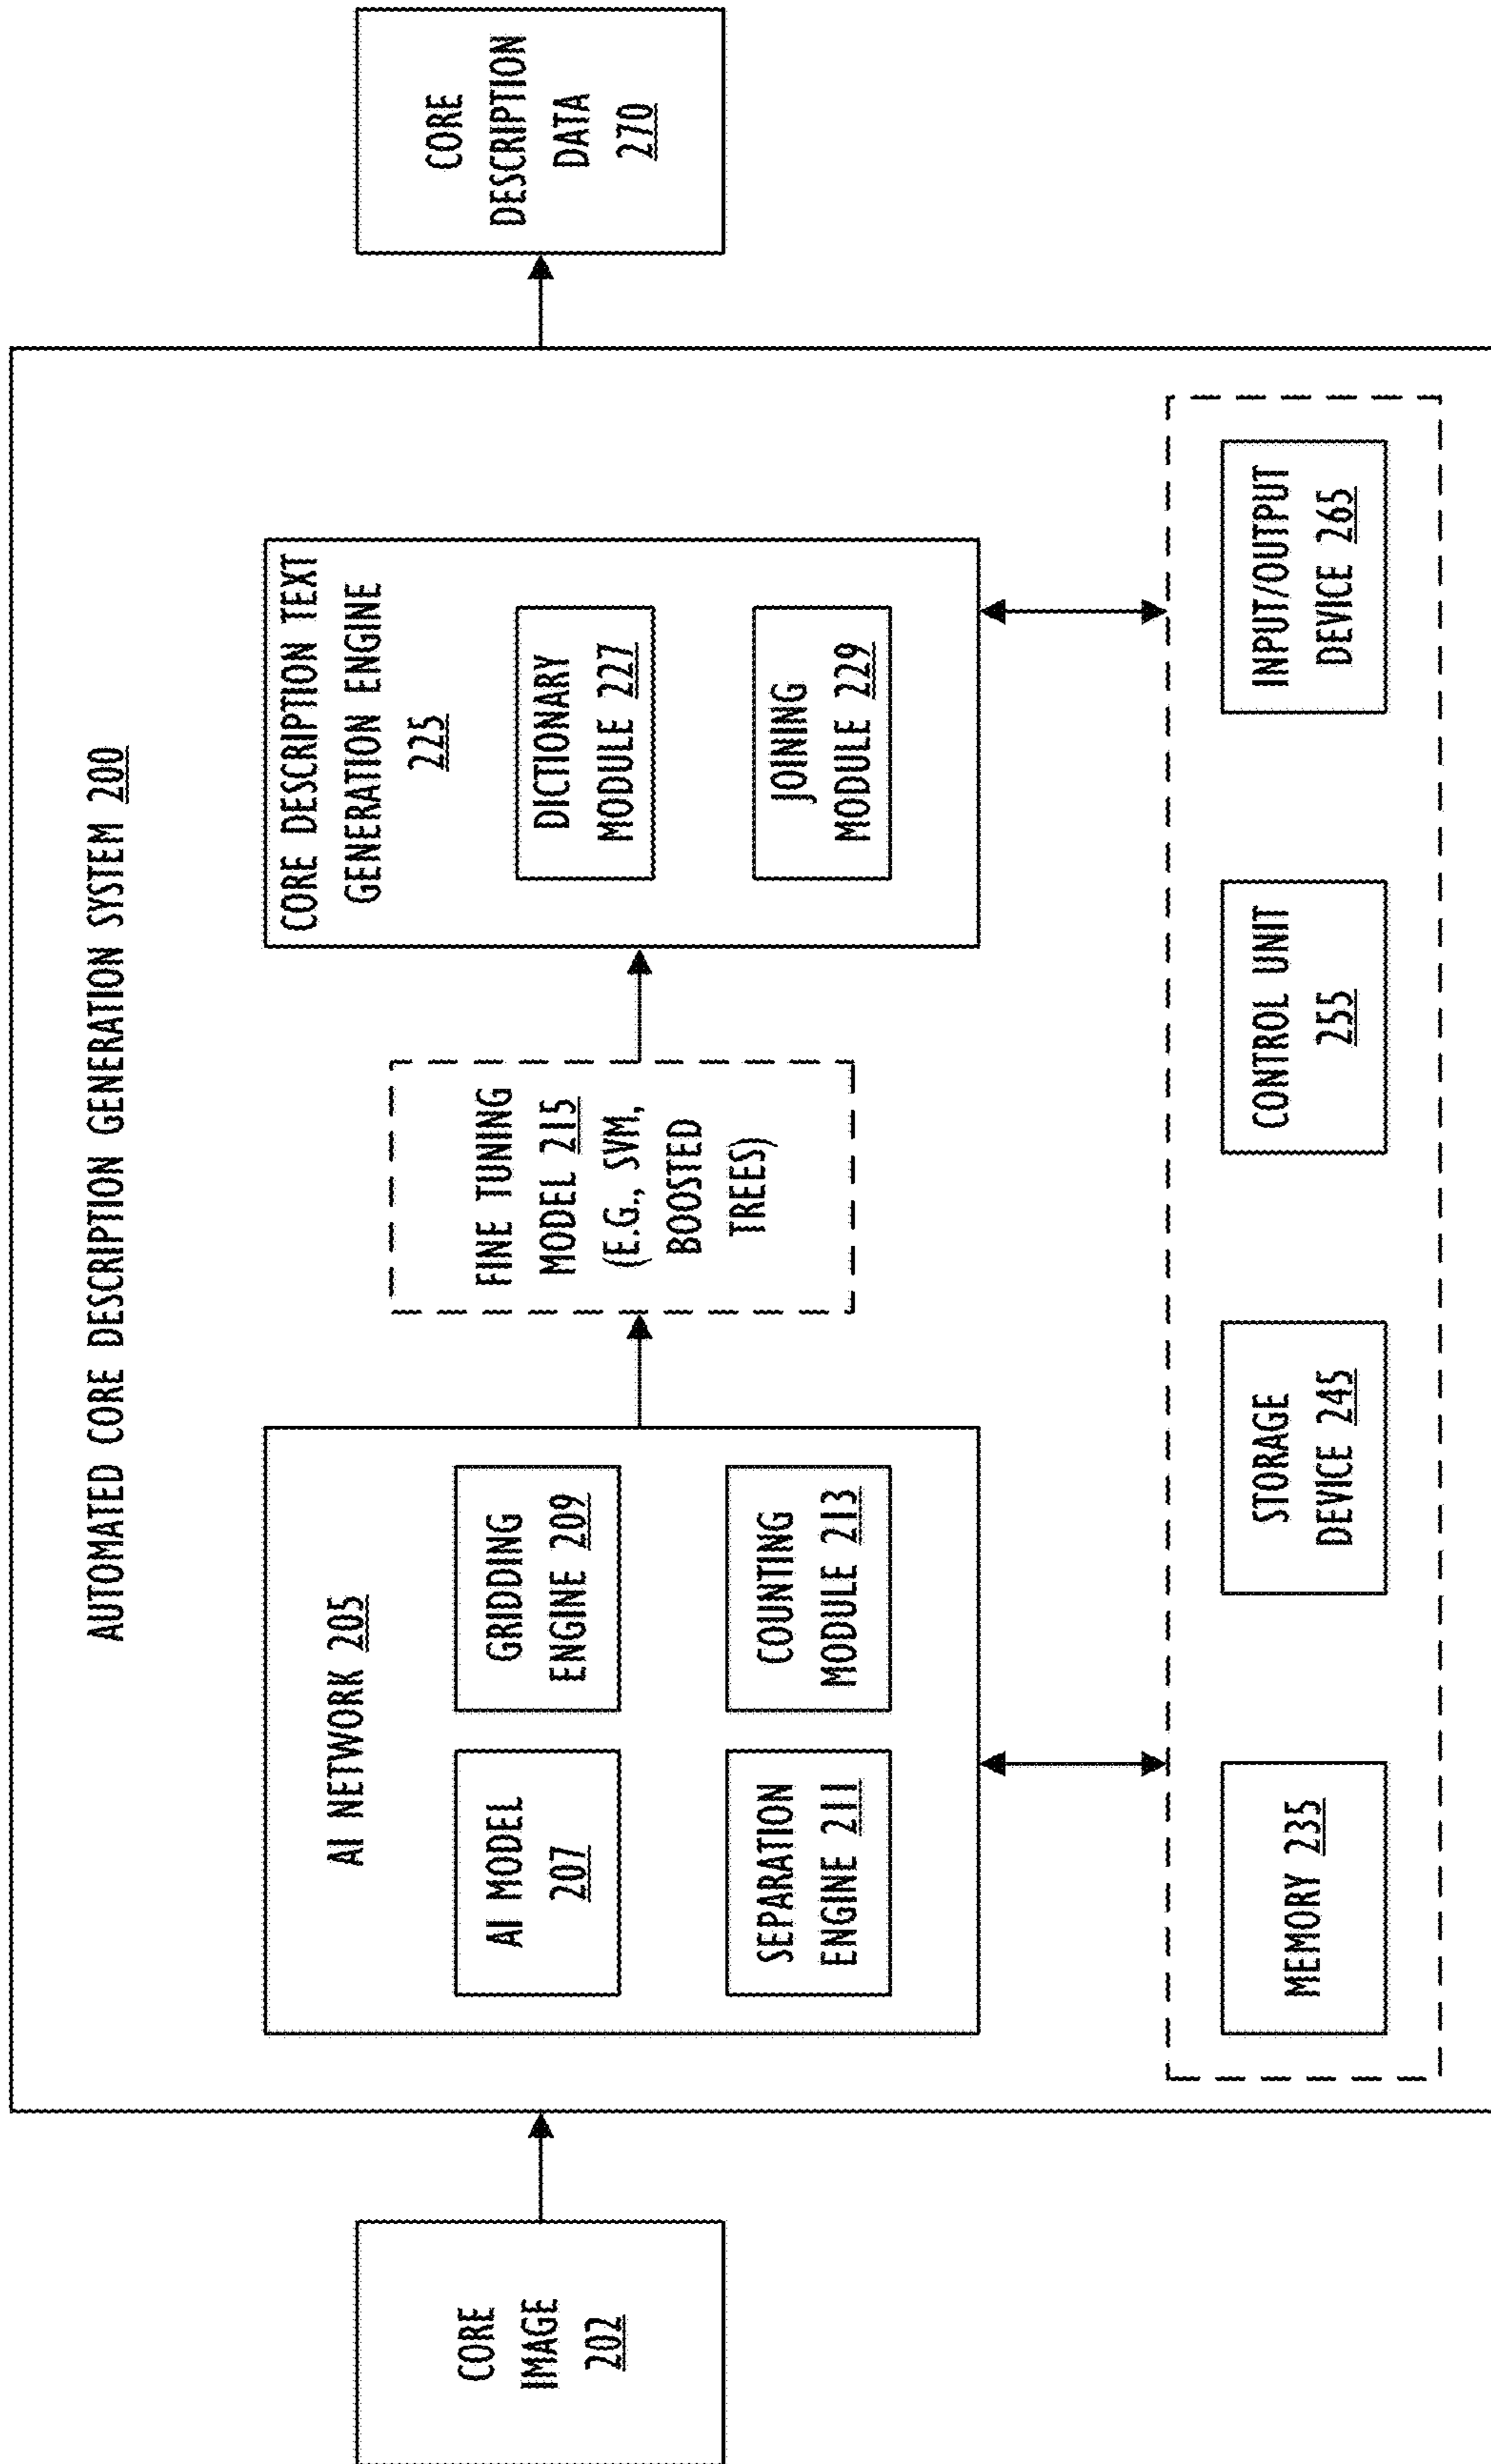 AUTOMATED CORE DESCRIPTION GENERATION SYSTEM 200
CORE
IMAGE
202
AI NETWORK 205
AI MODEL
207
GRIDDING
ENGINE 209
SEPARATION
ENGINE 211
COUNTING
MODULE 213
FINE TUNING
MODEL 215
(E.G., SVM,
BOOSTED
TREES)
CORE DESCRIPTION TEXT
GENERATION ENGINE
225
DICTIONARY
MODULE 227
JOINING
MODULE 229
MEMORY 235
STORAGE
DEVICE 245
CONTROL UNIT
255
INPUT/OUTPUT
DEVICE 265
CORE
DESCRIPTION
DATA
270